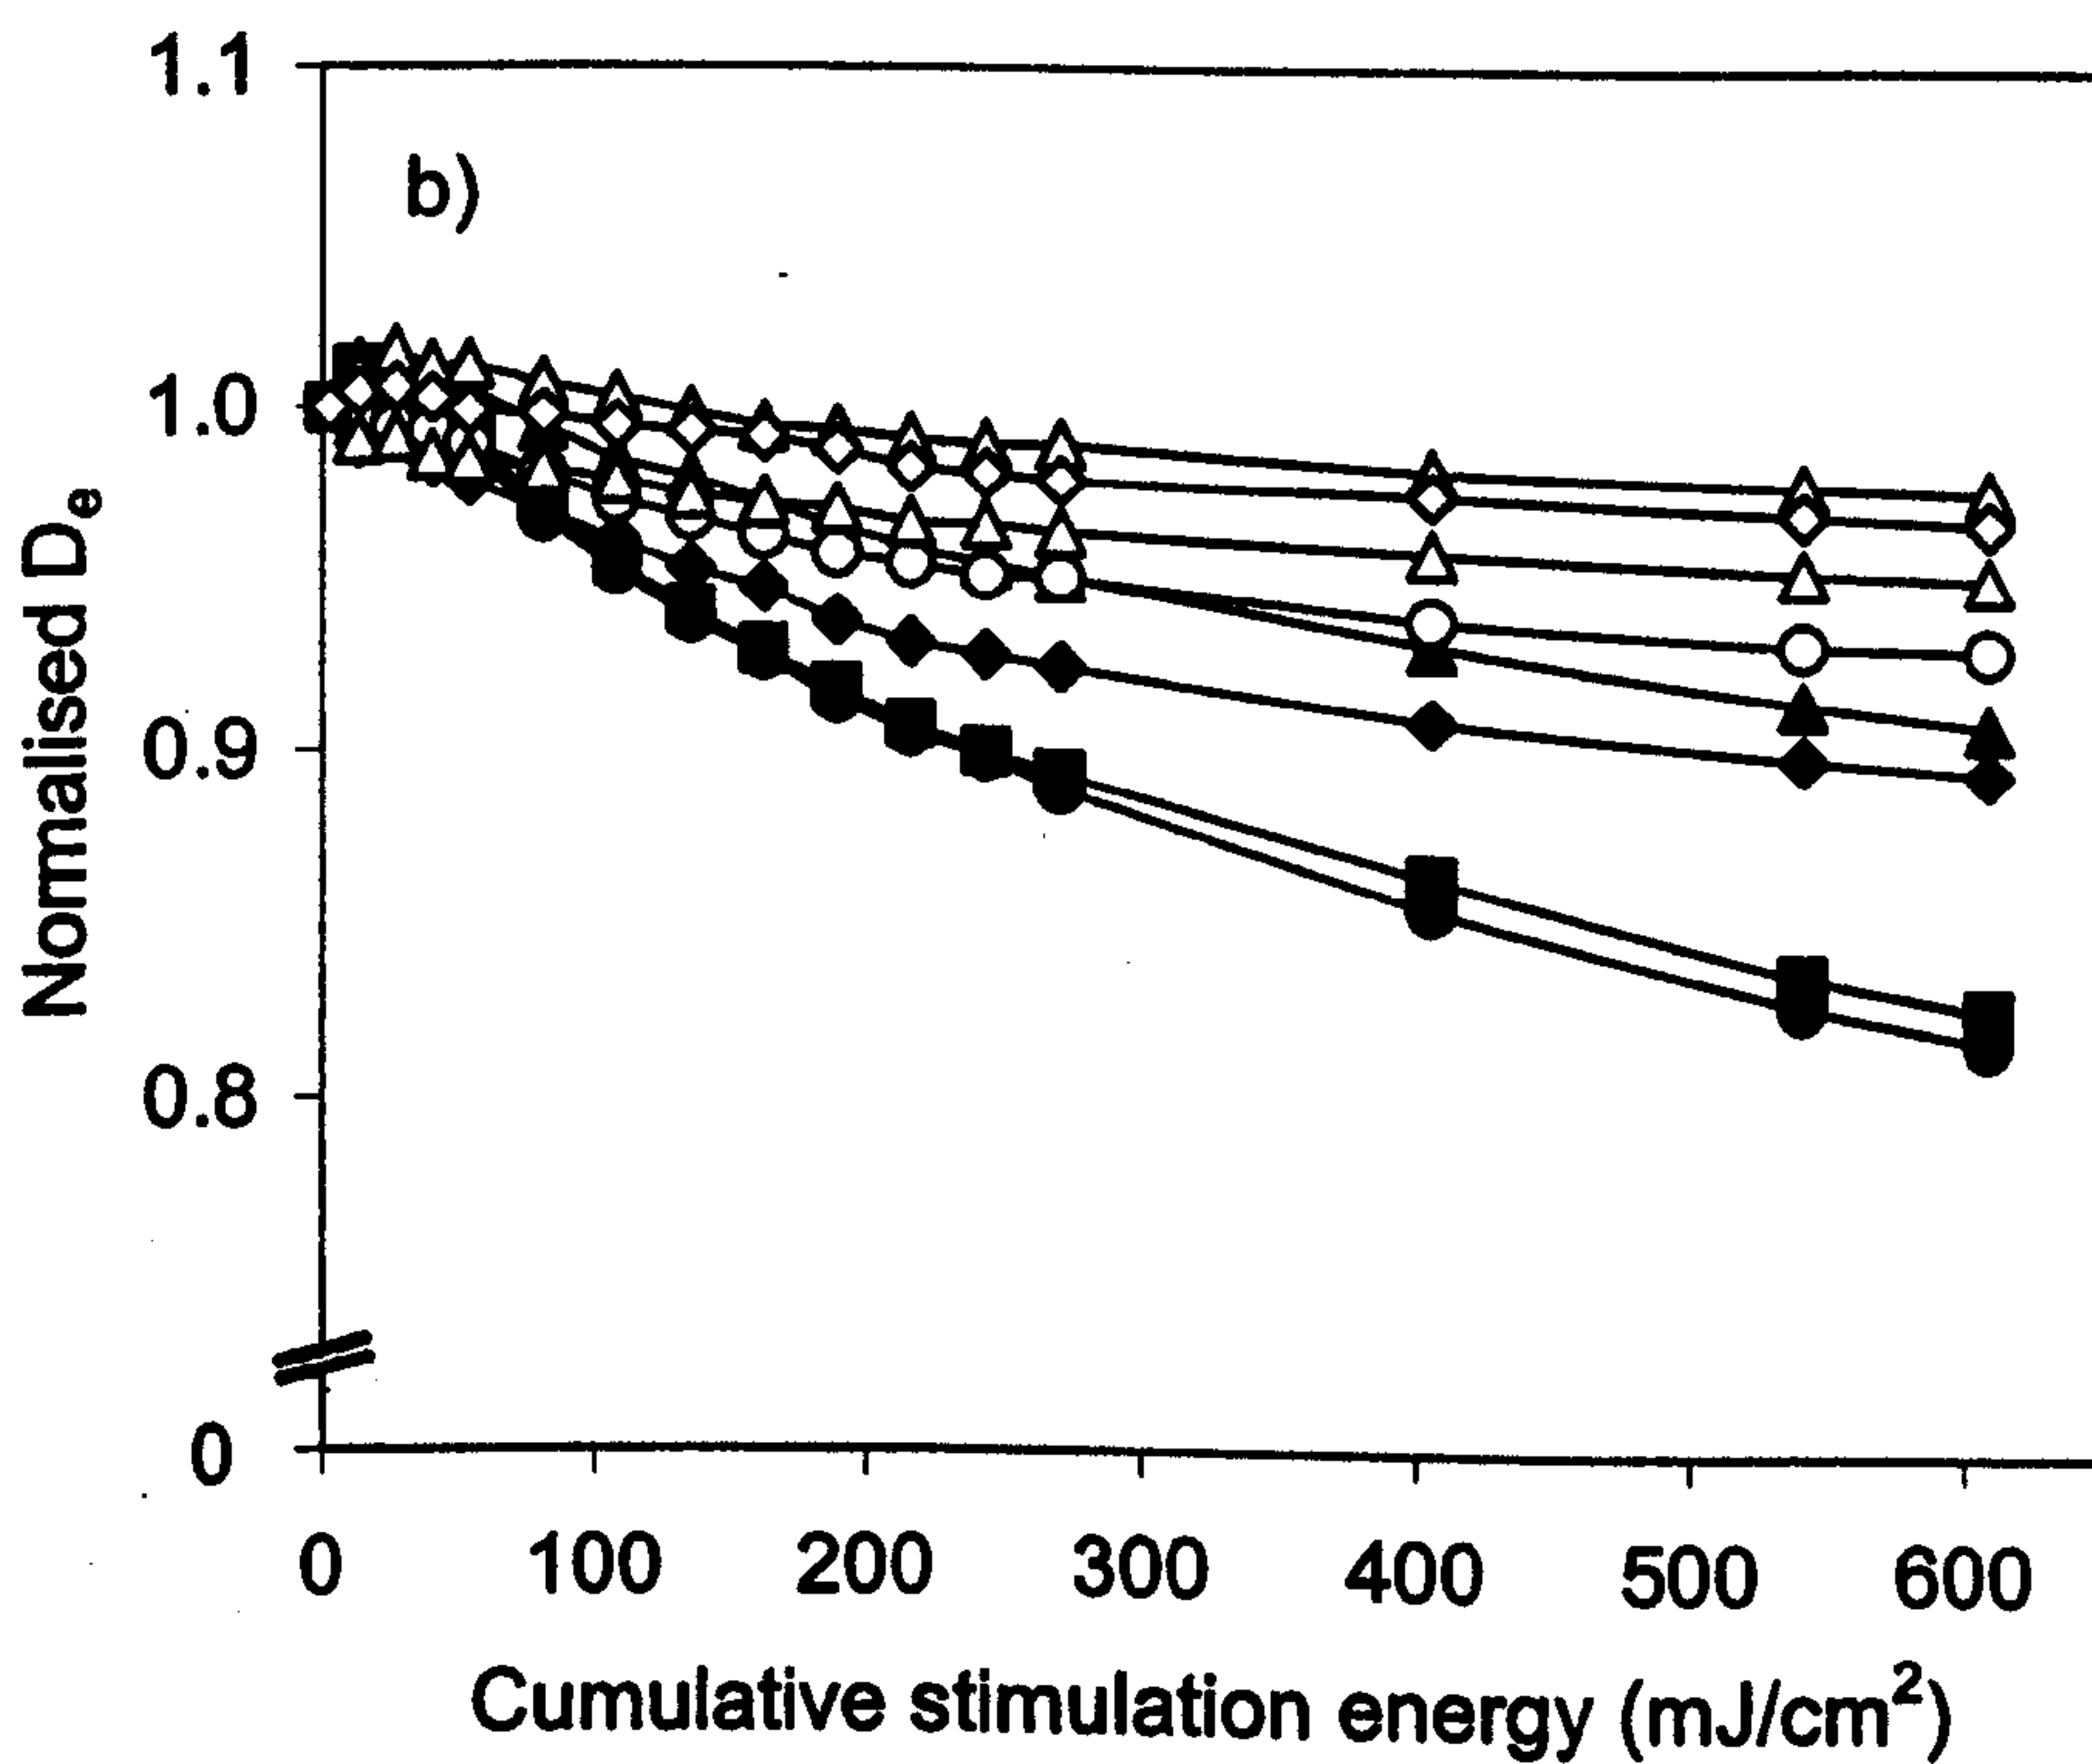 1.1
b)
1.0
Normalised Dₑ
0.9
0.8
0
0 100 200 300 400 500 600
Cumulative stimulation energy (mJ/cm²)